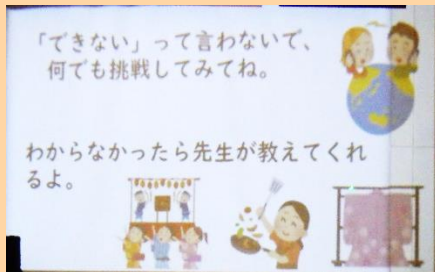 「できない」って言わないで、
何でも挑戦してみてね。
わからなかったら先生が教えてくれ
るよ。